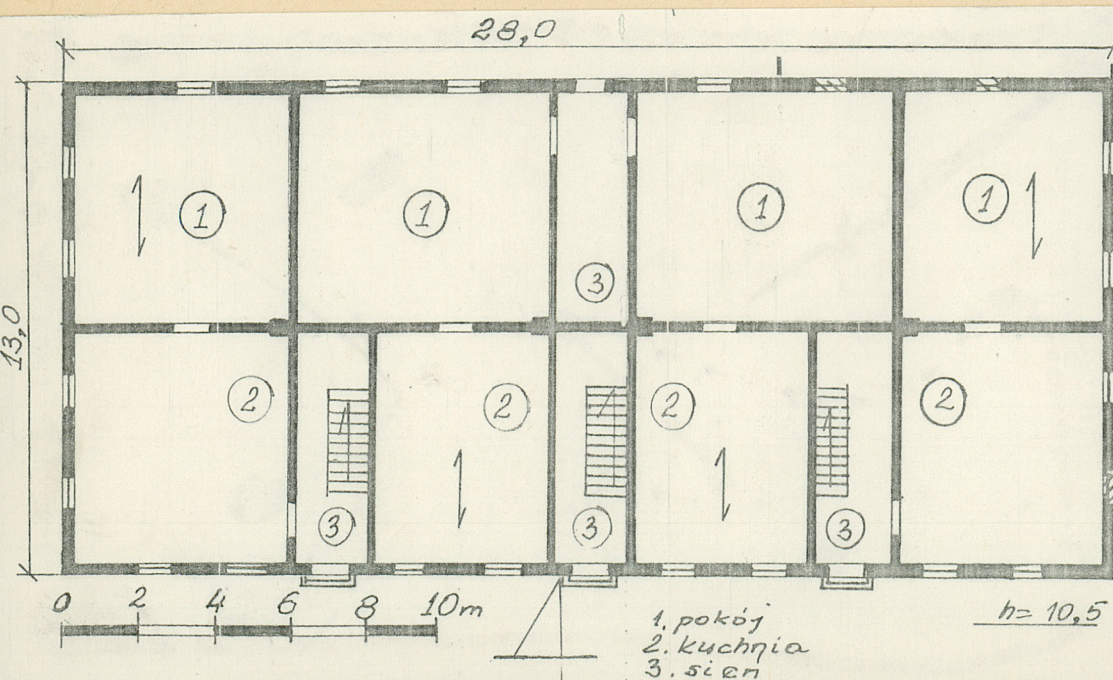 28,0
13,0
1 1 1 1
3
2 2 2 2
3 3 3
0 2 4 6 8 10m
h= 10,5
1. pokój
2. kuchnia
3. sień